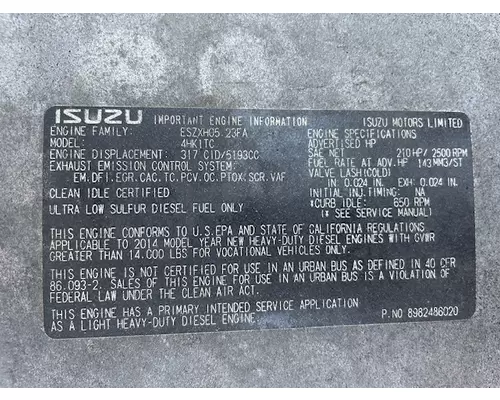 ISUZU IMPORTANT ENGINE INFORMATION ISUZU MOTORS LIMITED
ENGINE FAMILY: ESZXH05.23FA ADVERTISED HP
MODEL: 4HK1TC SAE NET 210HP/2500 RPM
ENGINE DISPLACEMENT: 317 CID/5193CC FUEL RATE AT ADV.HP 143MM3/ST
EXHAUST EMISSION CONTROL SYSTEM: VALVE LASH(COLD)
EM.DFI.EGR.CAC.TC.PCV.OC.PTOX.SCR.VAF IN: 0.024 IN. EXH: 0.024 IN.
CLEAN IDLE CERTIFIED INITIAL INJ.TIMING: NA
ULTRA LOW SULFUR DIESEL FUEL ONLY *CURB IDLE: 650 RPM
(* SEE SERVICE MANUAL)
THIS ENGINE CONFORMS TO U.S.EPA AND STATE OF CALIFORNIA REGULATIONS
APPLICABLE TO 2014 MODEL YEAR NEW HEAVY-DUTY DIESEL ENGINES WITH GVWR
GREATER THAN 14,000 LBS FOR VOCATIONAL VEHICLES ONLY.
THIS ENGINE IS NOT CERTIFIED FOR USE IN AN URBAN BUS AS DEFINED IN 40 CFR
86.093-2. SALES OF THIS ENGINE FOR USE IN AN URBAN BUS IS A VIOLATION OF
FEDERAL LAW UNDER THE CLEAN AIR ACT.
THIS ENGINE HAS A PRIMARY INTENDED SERVICE APPLICATION
AS A LIGHT HEAVY-DUTY DIESEL ENGINE. P.NO 8982486020